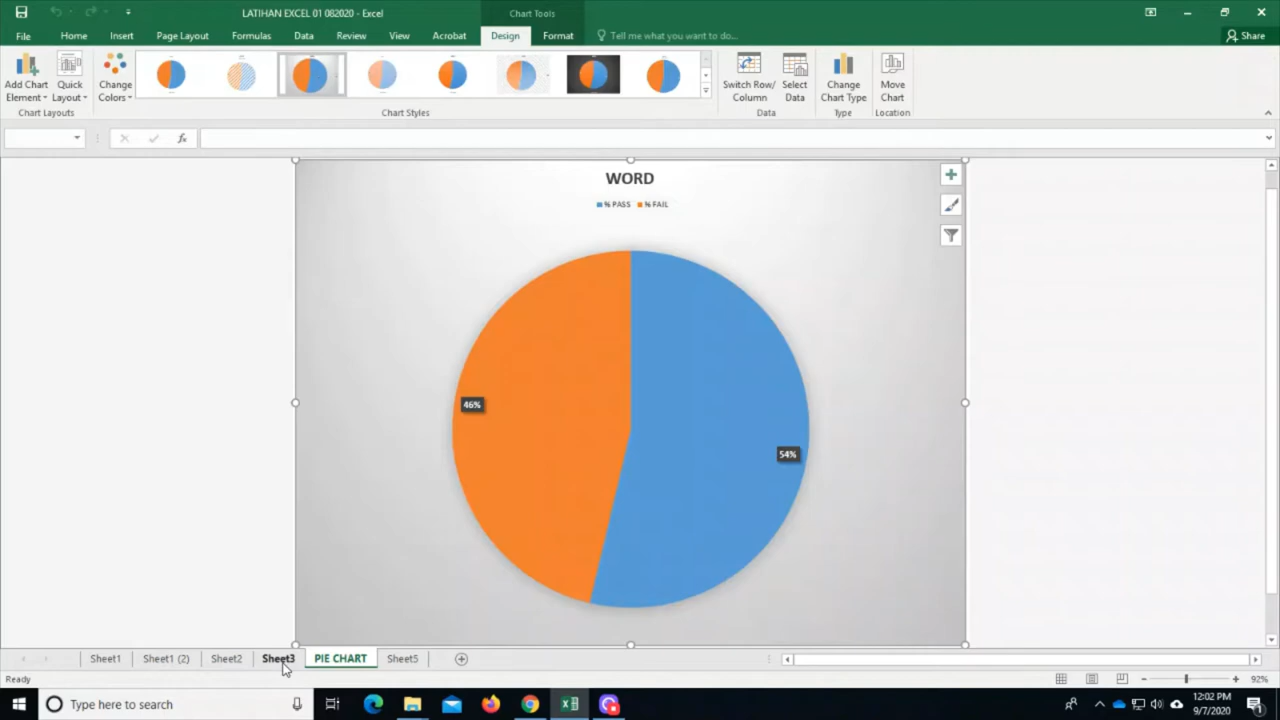 LATIHAN EXCEL 01 082020 - Excel
Chart Tools
File Home Insert Page Layout Formulas Data Review View Acrobat Design Format Tell me what you want to do... Share
Add Chart Element
Quick Layout
Change Colors
Switch Row/ Column
Select Data
Change Chart Type
Move Chart
Chart Layouts Chart Styles Data Type Location
fx
WORD
% PASS % FAIL
46%
54%
Sheet1 Sheet1 (2) Sheet2 Sheet3 PIE CHART Sheet5
Ready 92%
Type here to search
12:02 PM
9/7/2020